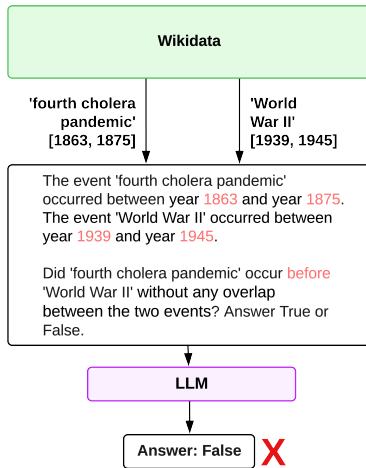 Wikidata
'fourth cholera
pandemic'
[1863, 1875]
'World
War II'
[1939, 1945]
The event 'fourth cholera pandemic'
occurred between year 1863 and year 1875.
The event 'World War II' occurred between
year 1939 and year 1945.
Did 'fourth cholera pandemic' occur before
'World War II' without any overlap
between the two events? Answer True or
False.
LLM
Answer: False
X